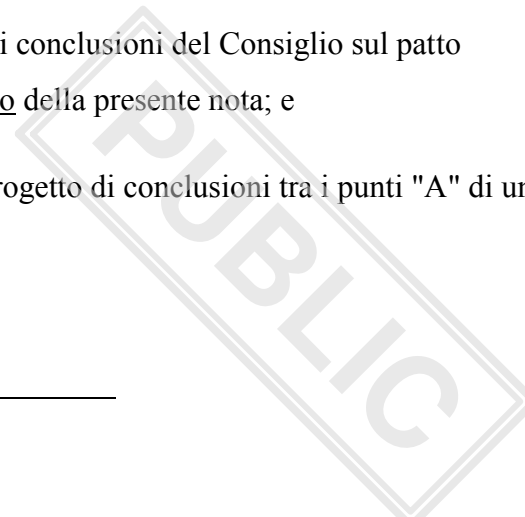 i conclusioni del Consiglio sul patto
o della presente nota; e
rogetto di conclusioni tra i punti "A" di un
PUBLIC